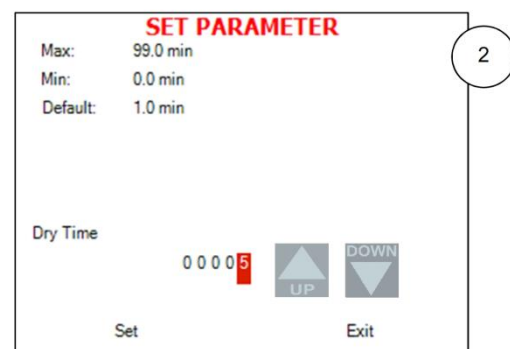 SET PARAMETER
Max: 99.0 min
2
Min: 0.0 min
Default: 1.0 min
Dry Time
0 0 0 0 5
UP
DOWN
Set Exit